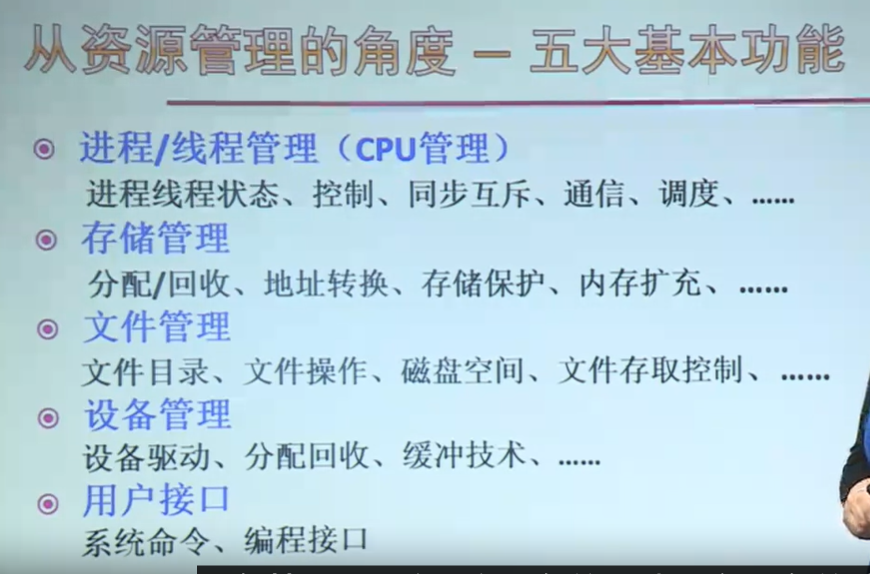 从资源管理的角度 – 五大基本功能
进程/线程管理（CPU管理）
进程线程状态、控制、同步互斥、通信、调度、……
存储管理
分配/回收、地址转换、存储保护、内存扩充、……
文件管理
文件目录、文件操作、磁盘空间、文件存取控制、……
设备管理
设备驱动、分配回收、缓冲技术、……
用户接口
系统命令、编程接口